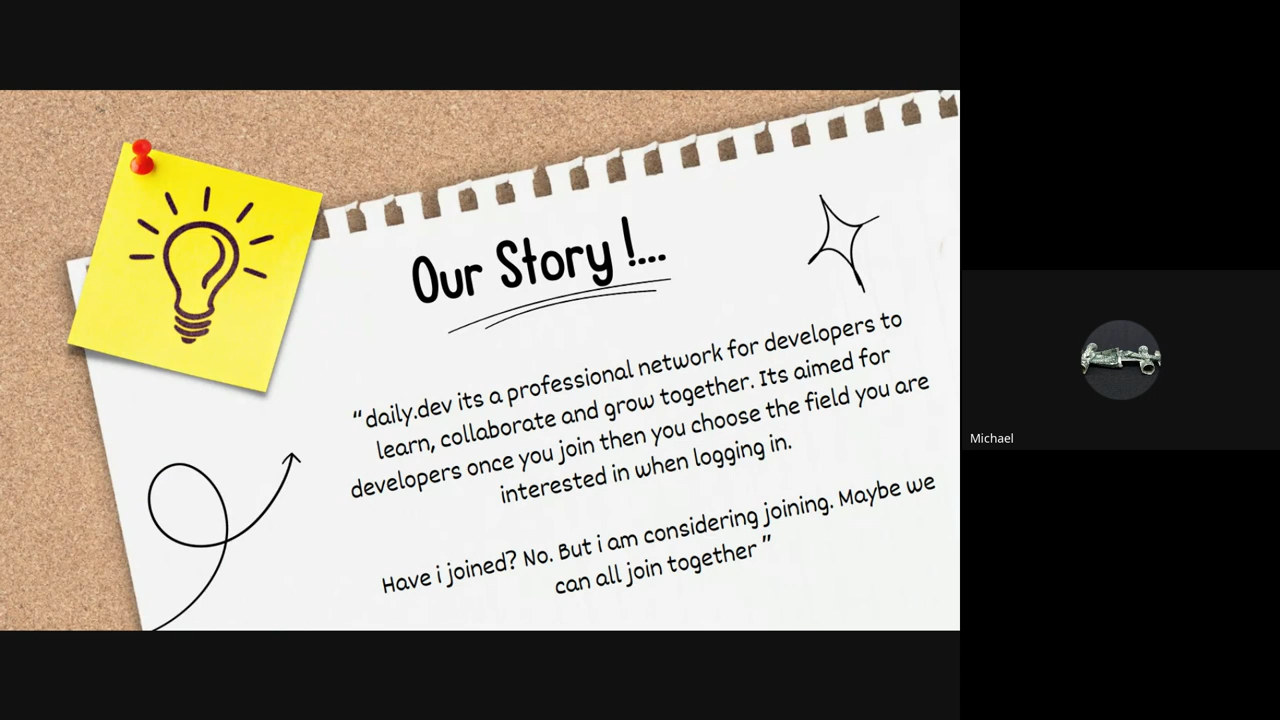 Our Story !...
“daily.dev its a professional network for developers to
learn, collaborate and grow together. Its aimed for
developers once you join then you choose the field you are
interested in when logging in.
Have i joined? No. But i am considering joining. Maybe we
can all join together ”
Michael